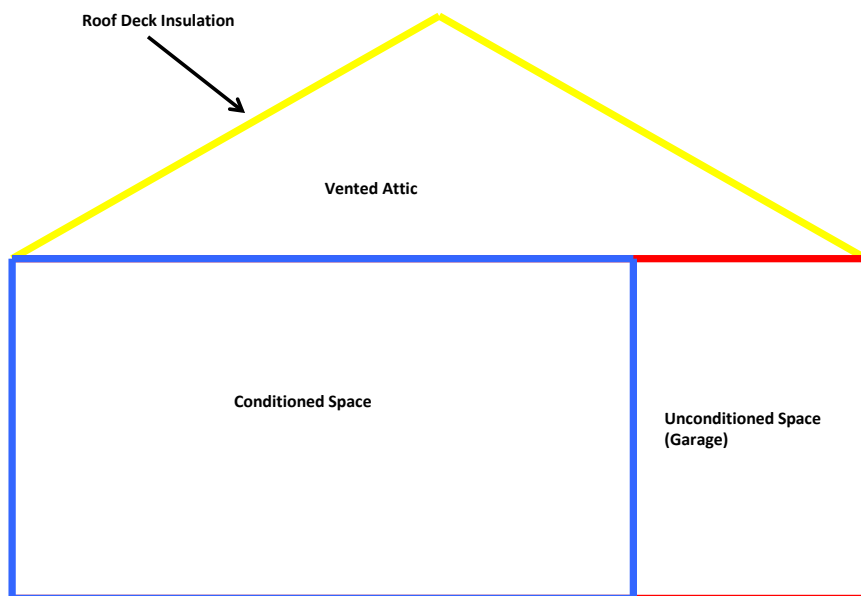 Roof Deck Insulation
Vented Attic
Conditioned Space
Unconditioned Space
(Garage)